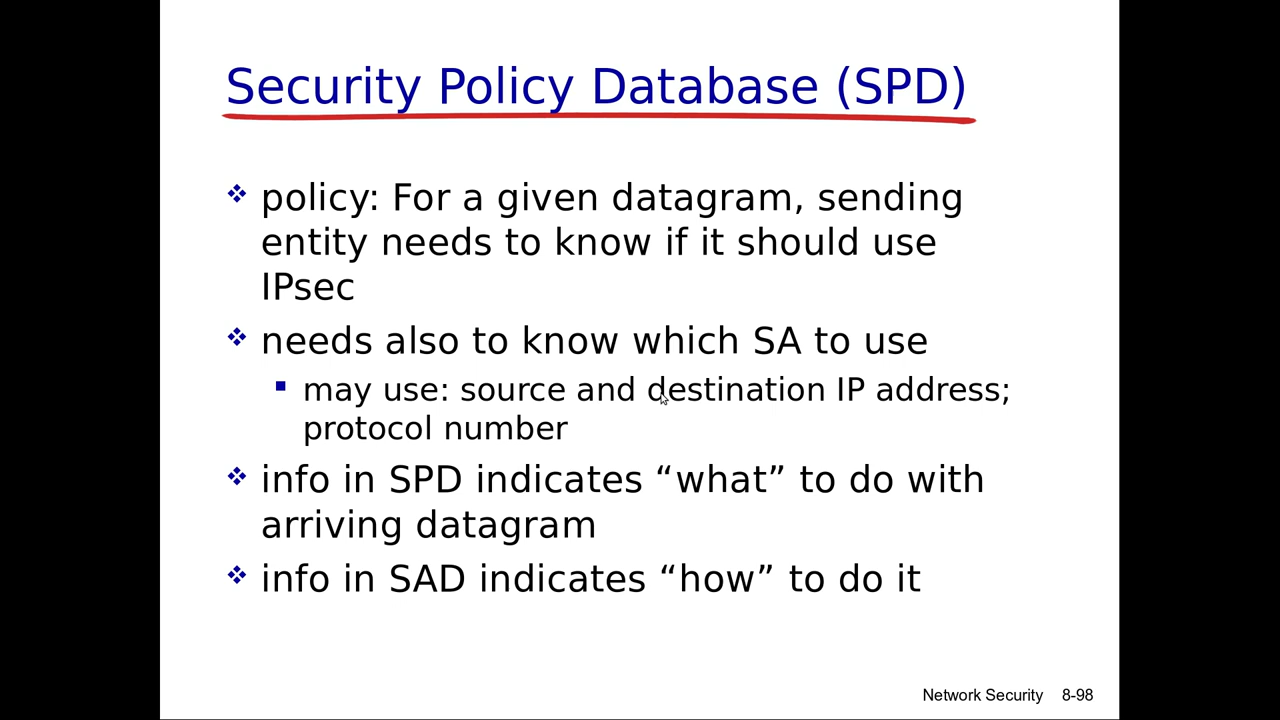 Security Policy Database (SPD)
policy: For a given datagram, sending
entity needs to know if it should use
IPsec
needs also to know which SA to use
may use: source and destination IP address;
protocol number
info in SPD indicates “what” to do with
arriving datagram
info in SAD indicates “how” to do it
Network Security 8-98